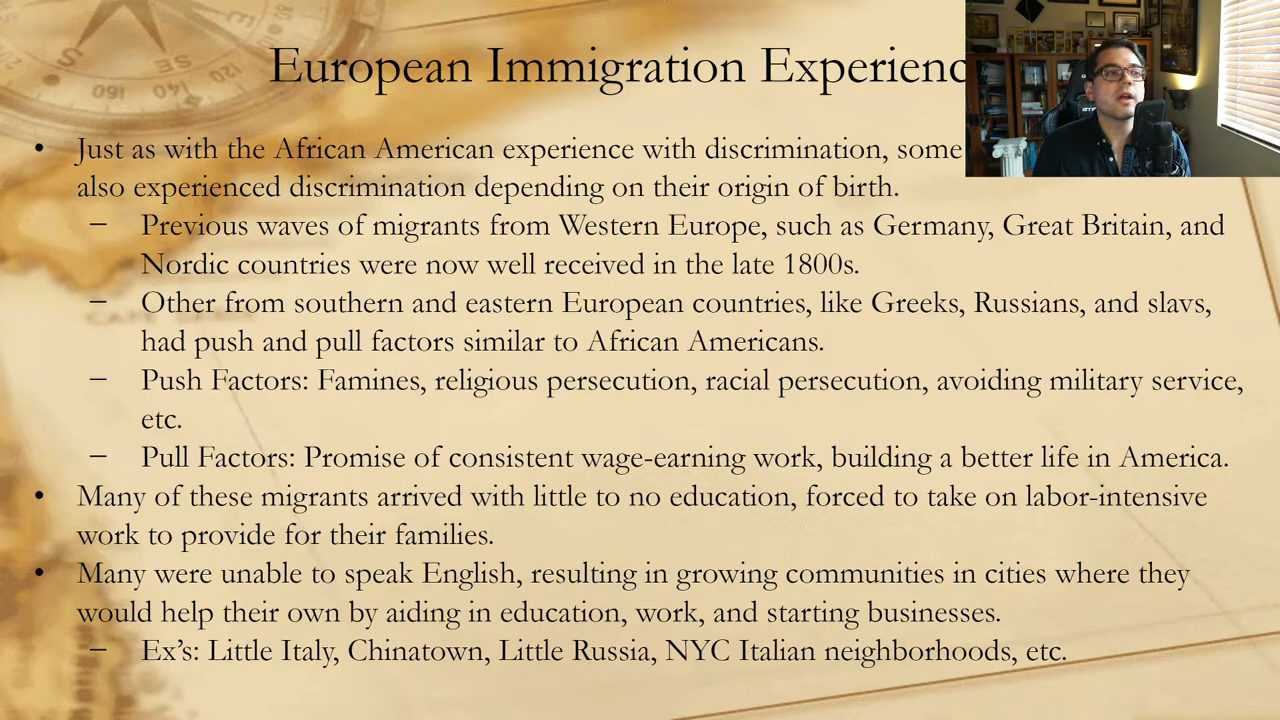 European Immigration Experienc
• Just as with the African American experience with discrimination, some
also experienced discrimination depending on their origin of birth.
– Previous waves of migrants from Western Europe, such as Germany, Great Britain, and
Nordic countries were now well received in the late 1800s.
– Other from southern and eastern European countries, like Greeks, Russians, and slavs,
had push and pull factors similar to African Americans.
– Push Factors: Famines, religious persecution, racial persecution, avoiding military service,
etc.
– Pull Factors: Promise of consistent wage-earning work, building a better life in America.
• Many of these migrants arrived with little to no education, forced to take on labor-intensive
work to provide for their families.
• Many were unable to speak English, resulting in growing communities in cities where they
would help their own by aiding in education, work, and starting businesses.
– Ex’s: Little Italy, Chinatown, Little Russia, NYC Italian neighborhoods, etc.
S
SE
160
140
120
80